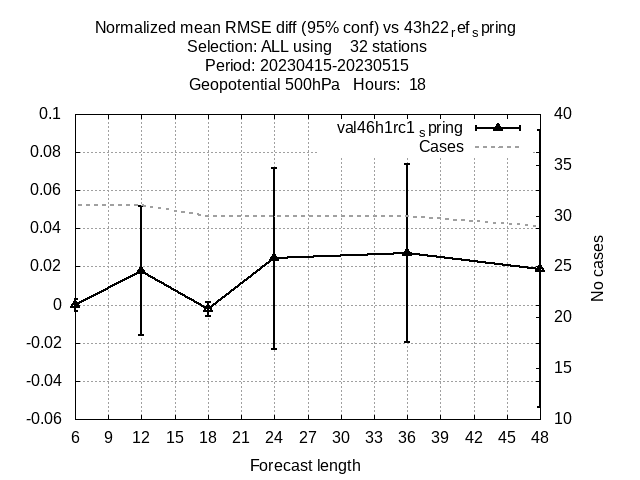 Normalized mean RMSE diff (95% conf) vs 43h22ref spring
Selection: ALL using 32 stations
Period: 20230415-20230515
Geopotential 500hPa Hours: 18
val46h1rc1spring
Cases
0.1
0.08
0.06
0.04
0.02
0
-0.02
-0.04
-0.06
40
35
30
25
20
15
10
No cases
6 9 12 15 18 21 24 27 30 33 36 39 42 45 48
Forecast length